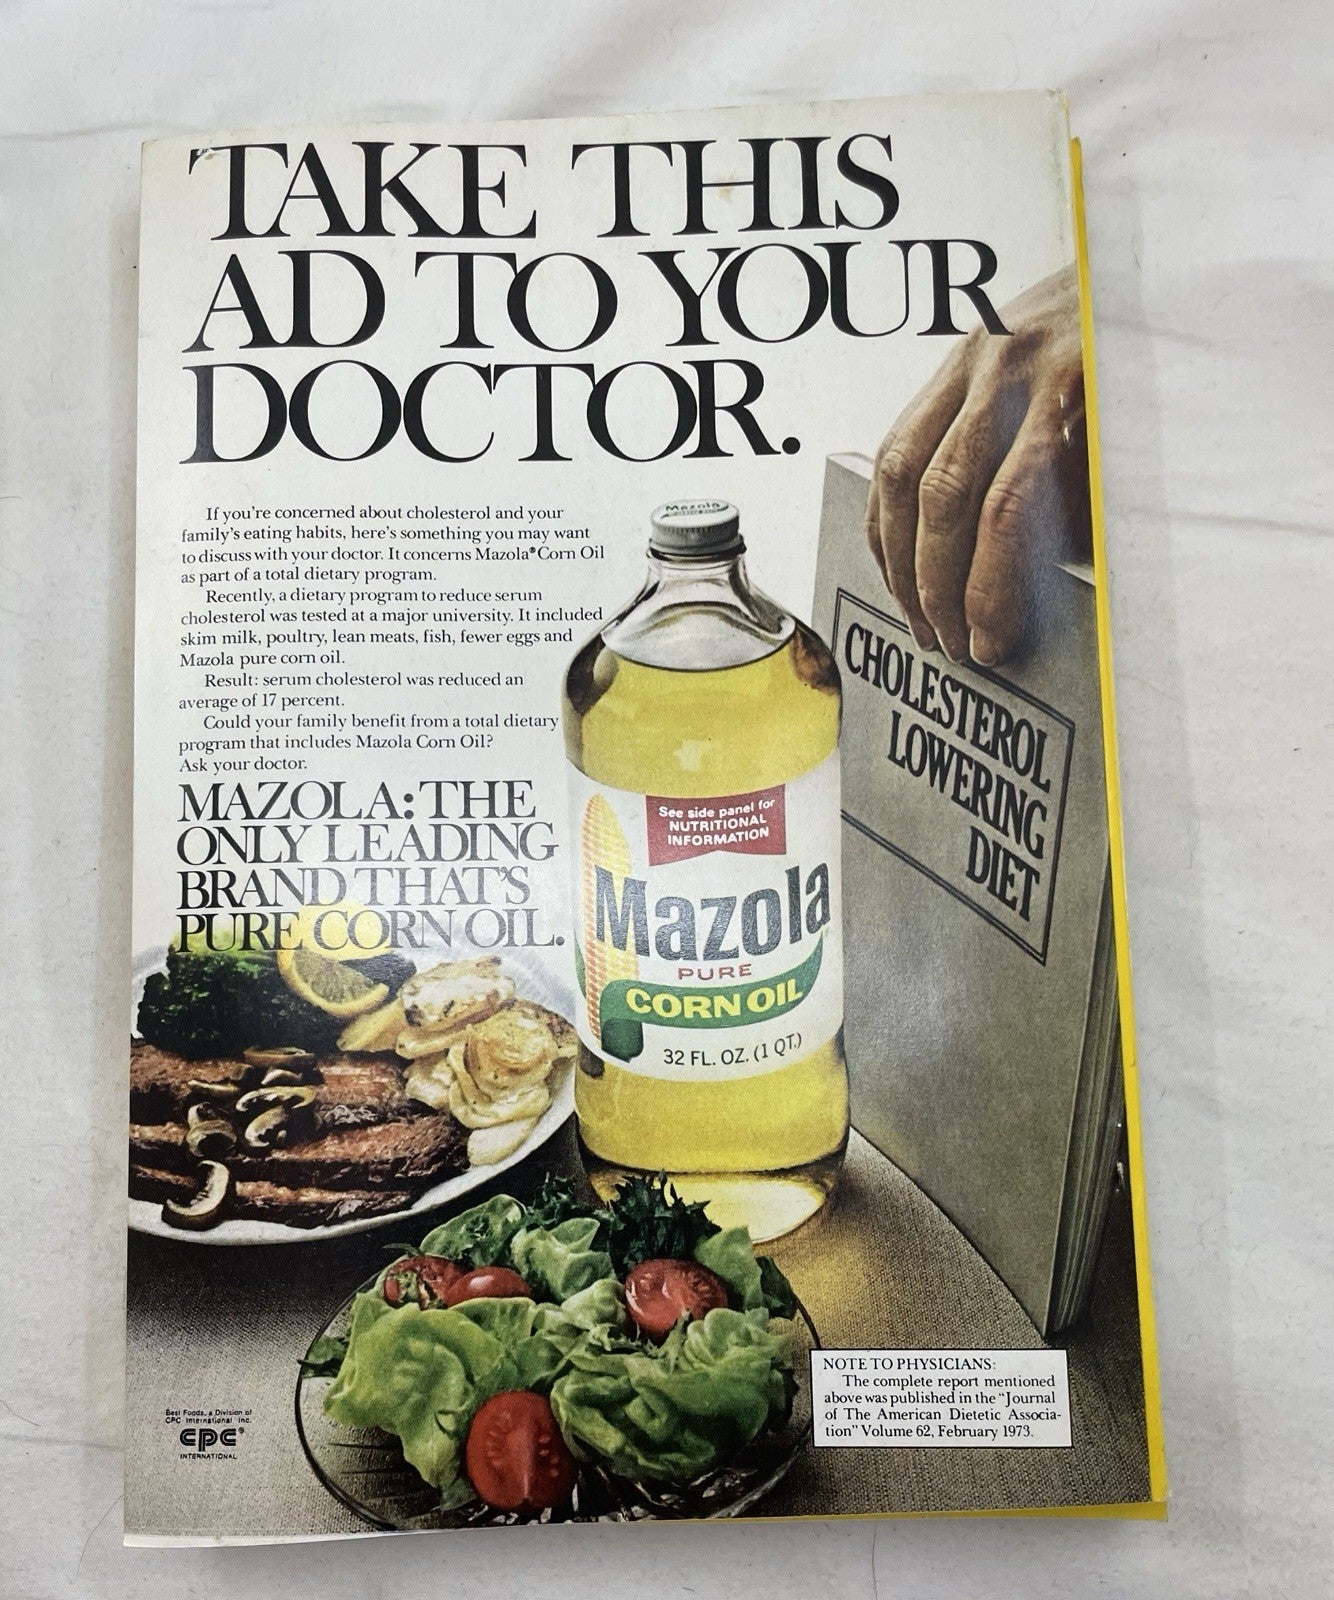 TAKE THIS
AD TO YOUR
DOCTOR.
If you're concerned about cholesterol and your
family's eating habits, here's something you may want
to discuss with your doctor. It concerns Mazola® Corn Oil
as part of a total dietary program.
Recently, a dietary program to reduce serum
cholesterol was tested at a major university. It included
skim milk, poultry, lean meats, fish, fewer eggs and
Mazola pure corn oil.
Result: serum cholesterol was reduced an
average of 17 percent.
Could your family benefit from a total dietary
program that includes Mazola Corn Oil?
Ask your doctor.
MAZOLA: THE
ONLY LEADING
BRAND THAT'S
PURE CORN OIL.
Mazola
See side panel for
NUTRITIONAL
INFORMATION
Mazola
PURE
CORN OIL
32 FL. OZ. (1 QT.)
CHOLESTEROL
LOWERING
DIET
NOTE TO PHYSICIANS:
The complete report mentioned
above was published in the "Journal
of The American Dietetic Associa-
tion" Volume 62, February 1973.
Best Foods, a Division of
CPC International Inc.
CPC®
INTERNATIONAL